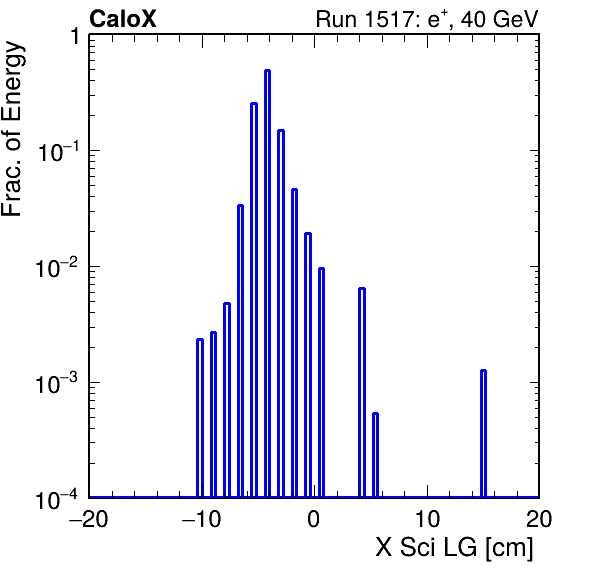 CaloX Run 1517: e⁺, 40 GeV
Frac. of Energy
1
10⁻¹
10⁻²
10⁻³
10⁻⁴
−20 −10 0 10 20
X Sci LG [cm]